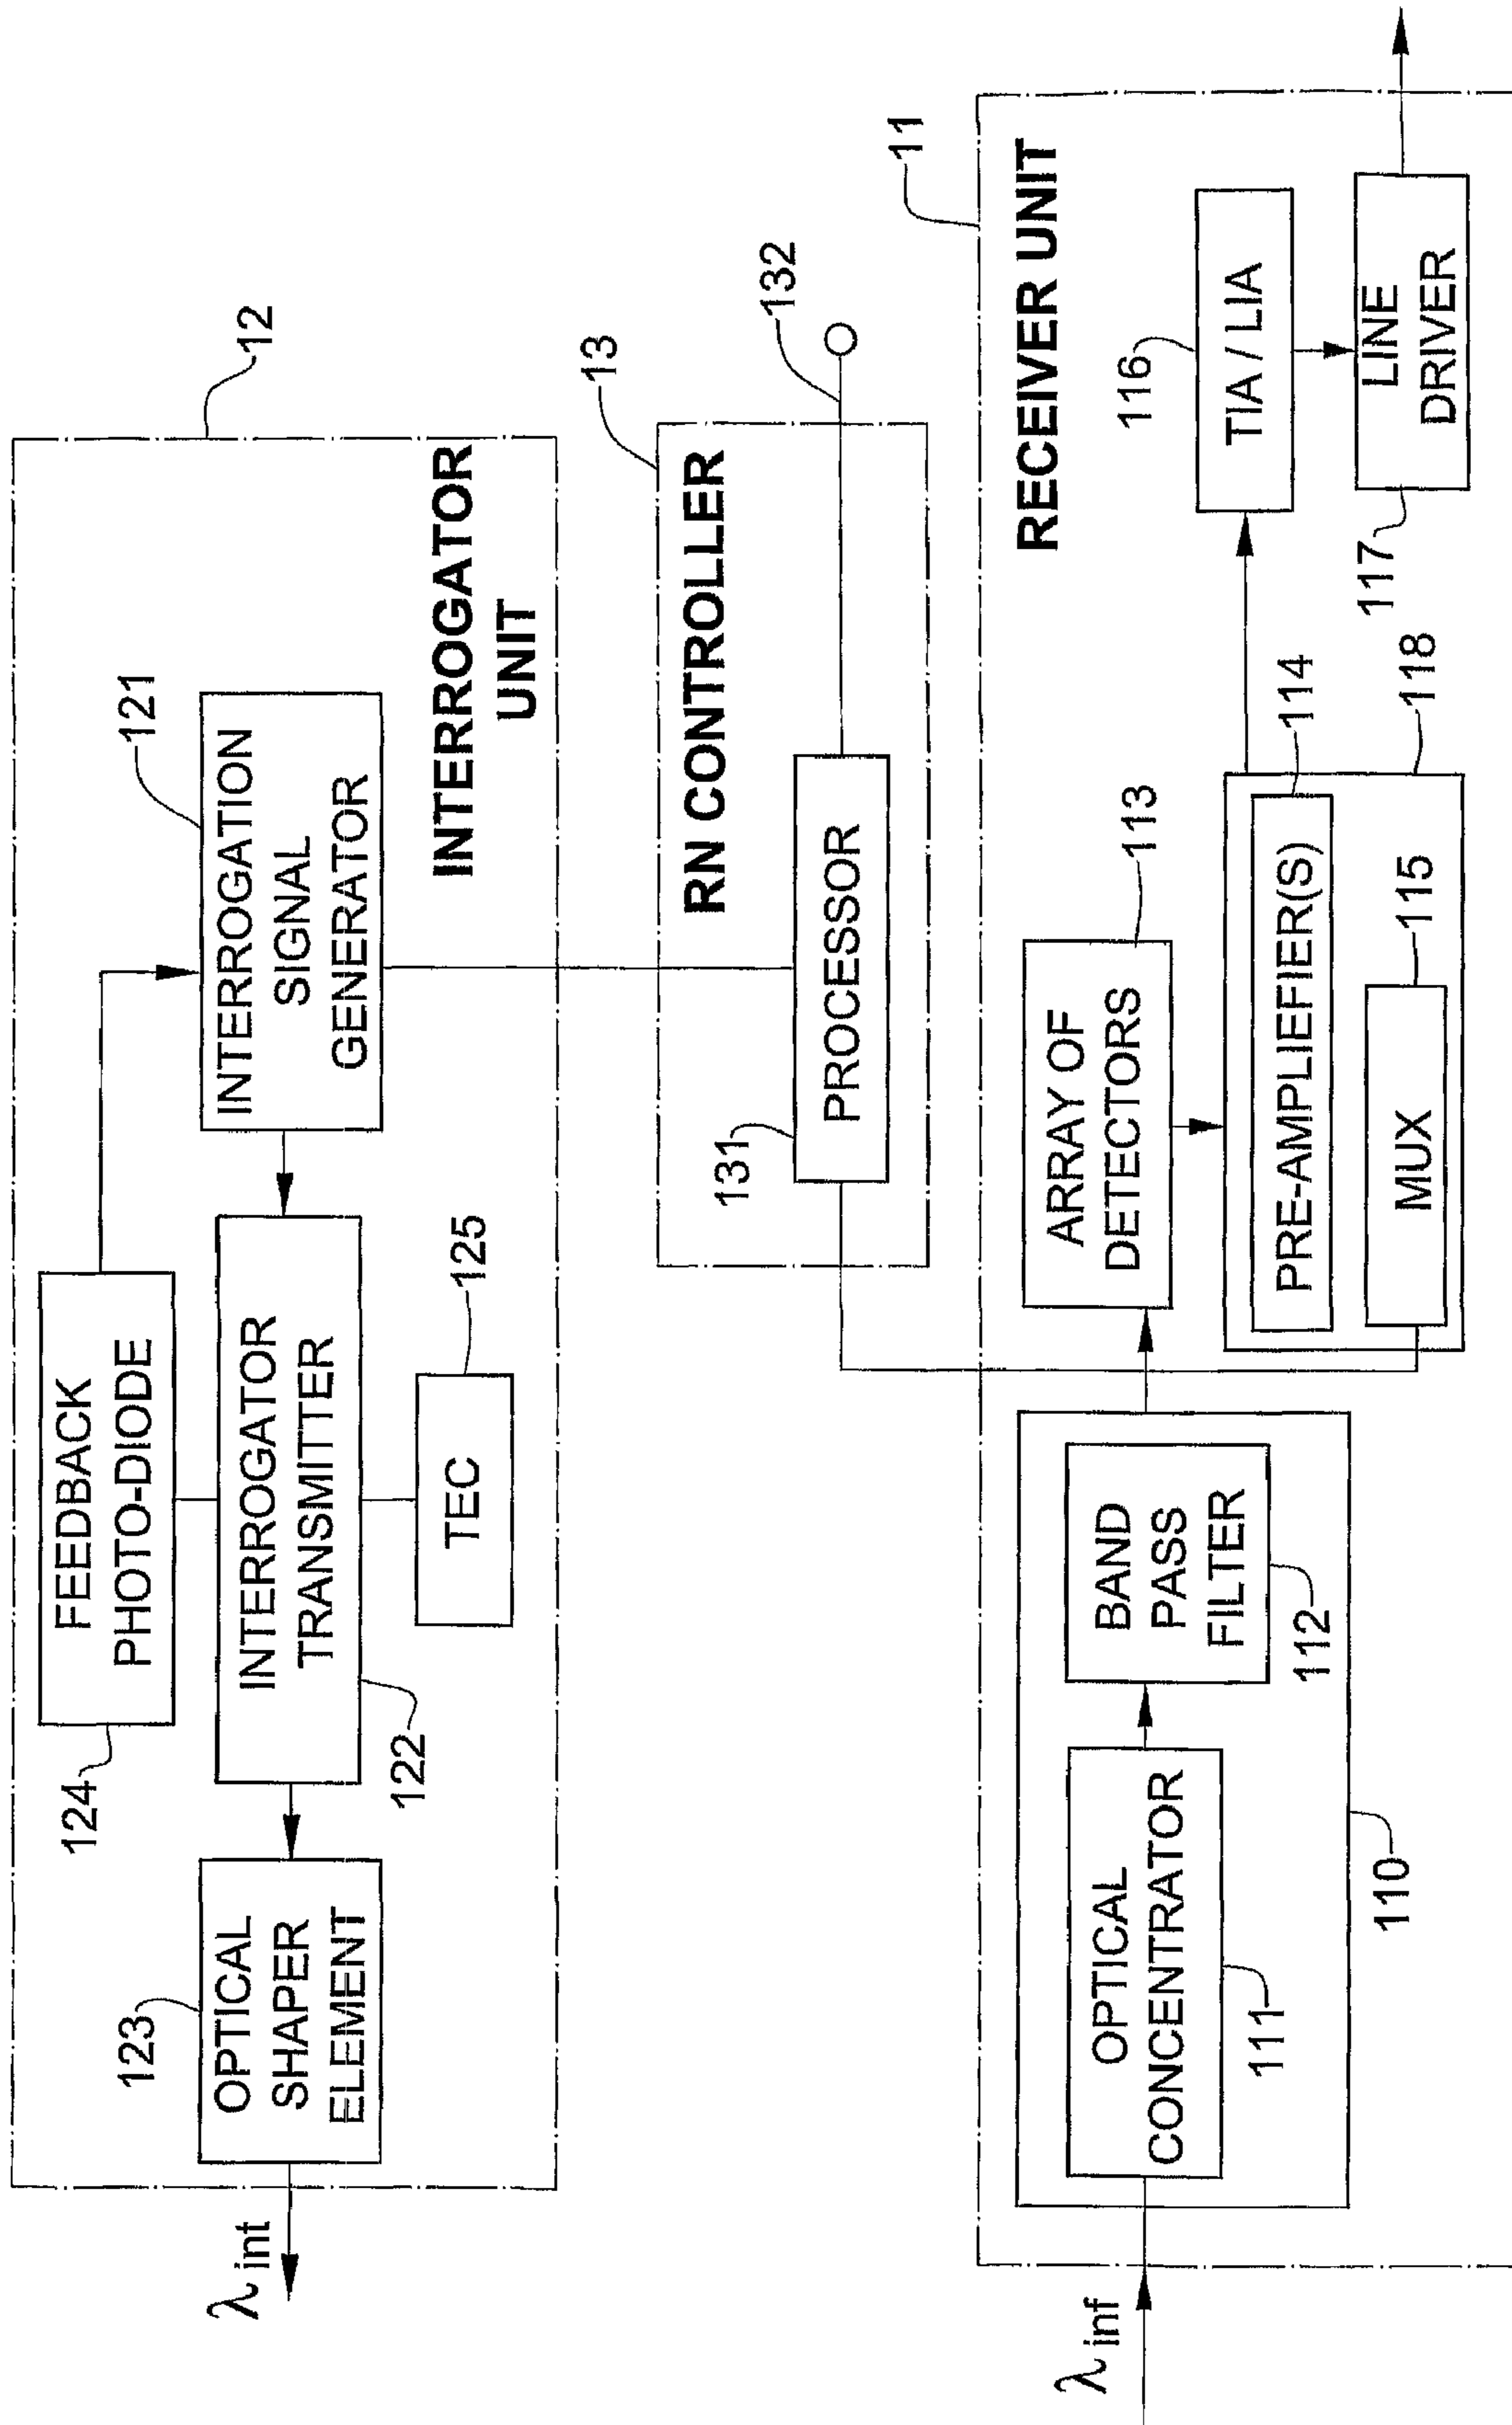 12
124
FEEDBACK
PHOTO-DIODE
123
OPTICAL
SHAPER
ELEMENT
λ int
INTERROGATOR
TRANSMITTER
122
121
INTERROGATION
SIGNAL
GENERATOR
TEC
125
INTERROGATOR
UNIT
13
RN CONTROLLER
131
PROCESSOR
132
11
RECEIVER UNIT
λ inf
OPTICAL
CONCENTRATOR
111
BAND
PASS
FILTER
112
110
ARRAY OF
DETECTORS
113
PRE-AMPLIEFIER(S)
114
MUX
115
118
116
TIA / LIA
LINE
DRIVER
117